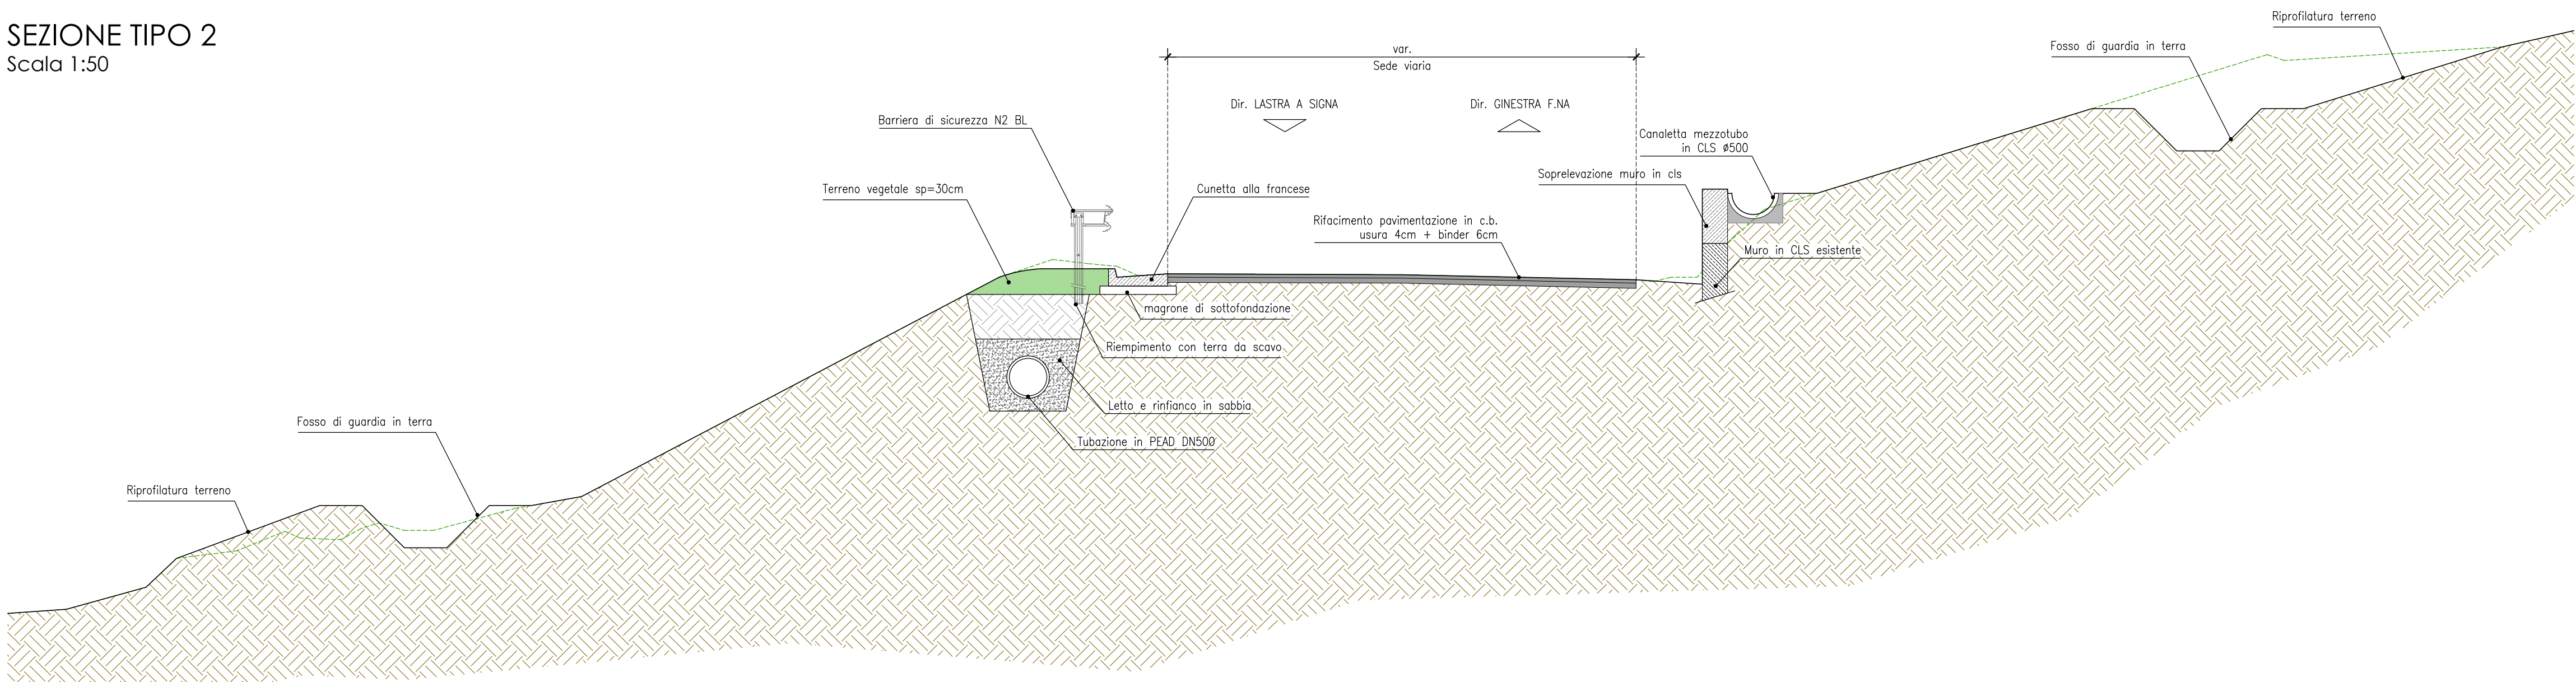 SEZIONE TIPO 2
Scala 1:50
Riprofilatura terreno
Fosso di guardia in terra
var.
Sede viaria
Dir. LASTRA A SIGNA
Dir. GINESTRA F.NA
Barriera di sicurezza N2 BL
Canaletta mezzotubo
in CLS Ø500
Soprelevazione muro in cls
Terreno vegetale sp=30cm
Cunetta alla francese
Rifacimento pavimentazione in c.b.
usura 4cm + binder 6cm
Muro in CLS esistente
magrone di sottofondazione
Riempimento con terra da scavo
Letto e rinfianco in sabbia
Tubazione in PEAD DN500
Fosso di guardia in terra
Riprofilatura terreno